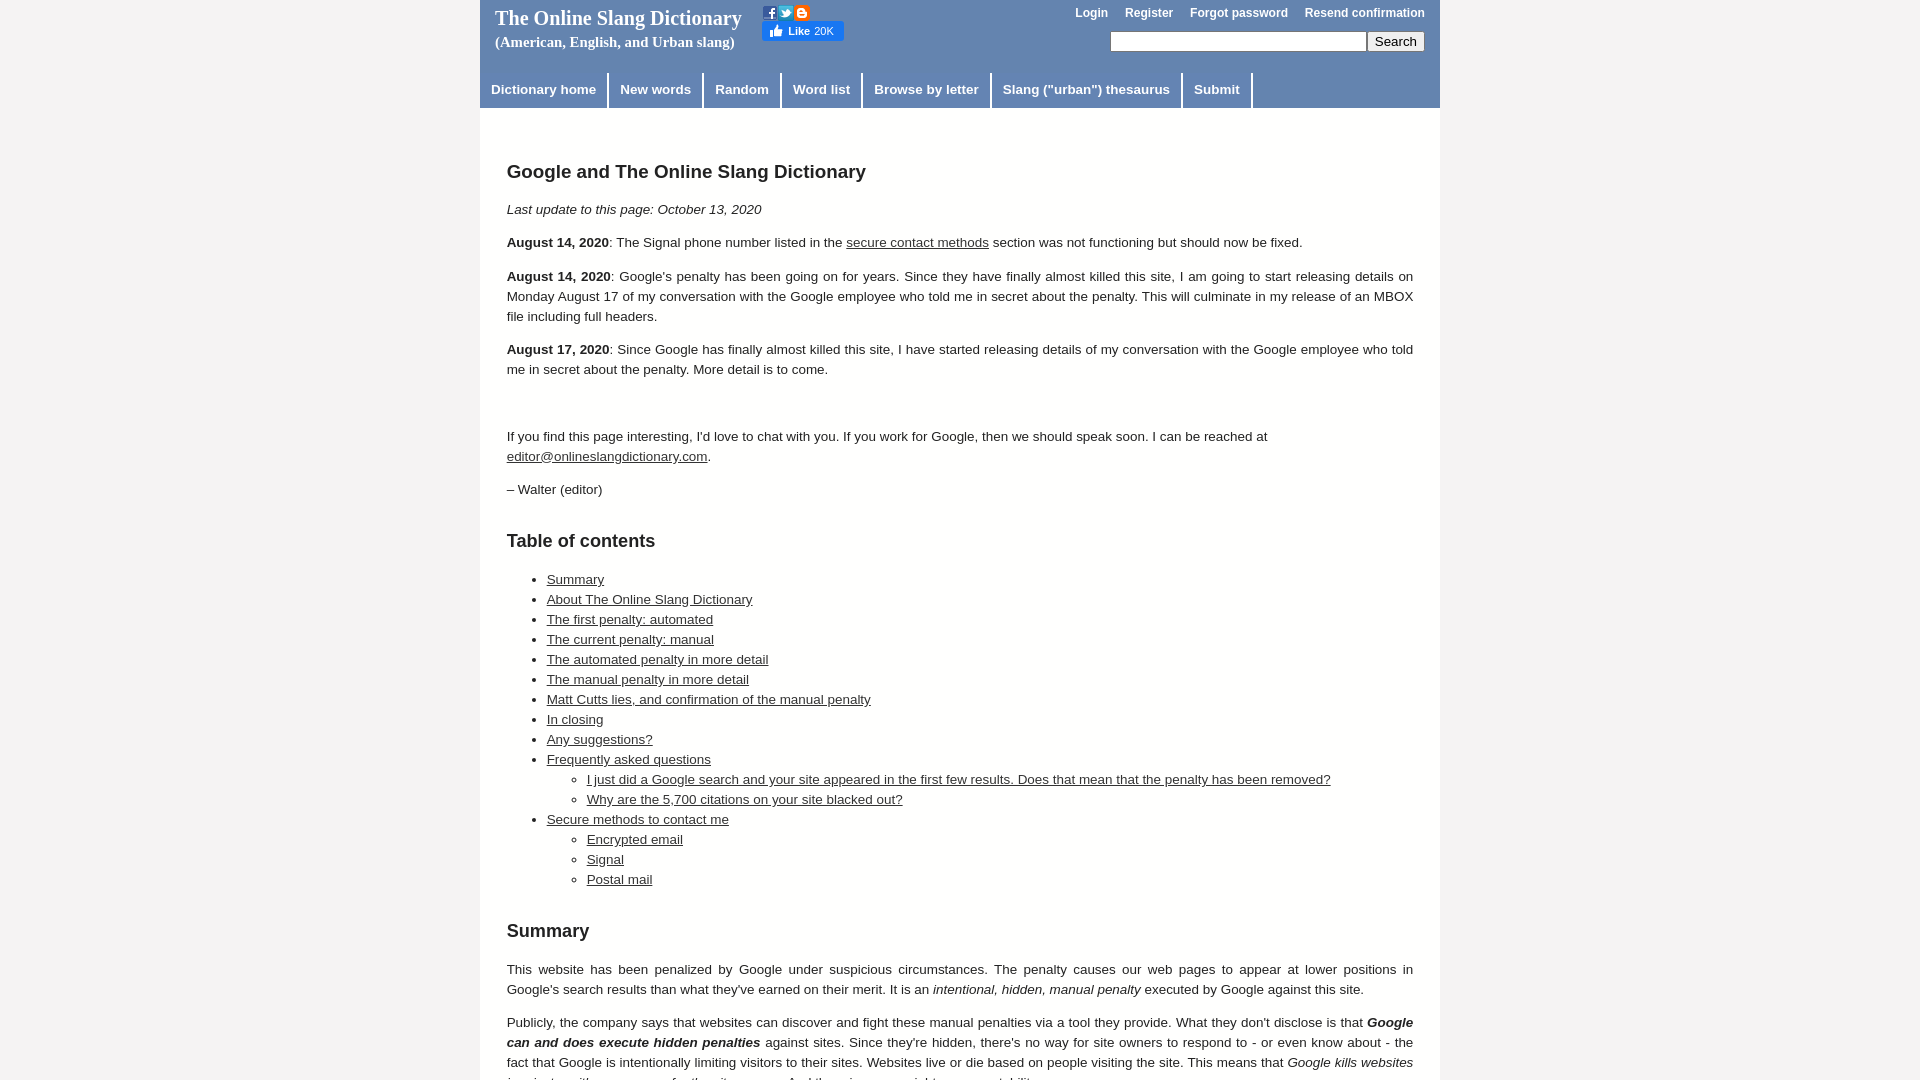 The Online Slang Dictionary
(American, English, and Urban slang)
Like 20K
Login Register Forgot password Resend confirmation
Search
Dictionary home New words Random Word list Browse by letter Slang ("urban") thesaurus Submit
Google and The Online Slang Dictionary
Last update to this page: October 13, 2020
August 14, 2020: The Signal phone number listed in the secure contact methods section was not functioning but should now be fixed.
August 14, 2020: Google's penalty has been going on for years. Since they have finally almost killed this site, I am going to start releasing details on
Monday August 17 of my conversation with the Google employee who told me in secret about the penalty. This will culminate in my release of an MBOX
file including full headers.
August 17, 2020: Since Google has finally almost killed this site, I have started releasing details of my conversation with the Google employee who told
me in secret about the penalty. More detail is to come.
If you find this page interesting, I'd love to chat with you. If you work for Google, then we should speak soon. I can be reached at
editor@onlineslangdictionary.com.
– Walter (editor)
Table of contents
Summary
About The Online Slang Dictionary
The first penalty: automated
The current penalty: manual
The automated penalty in more detail
The manual penalty in more detail
Matt Cutts lies, and confirmation of the manual penalty
In closing
Any suggestions?
Frequently asked questions
I just did a Google search and your site appeared in the first few results. Does that mean that the penalty has been removed?
Why are the 5,700 citations on your site blacked out?
Secure methods to contact me
Encrypted email
Signal
Postal mail
Summary
This website has been penalized by Google under suspicious circumstances. The penalty causes our web pages to appear at lower positions in
Google's search results than what they've earned on their merit. It is an intentional, hidden, manual penalty executed by Google against this site.
Publicly, the company says that websites can discover and fight these manual penalties via a tool they provide. What they don't disclose is that Google
can and does execute hidden penalties against sites. Since they're hidden, there's no way for site owners to respond to - or even know about - the
fact that Google is intentionally limiting visitors to their sites. Websites live or die based on people visiting the site. This means that Google kills websites